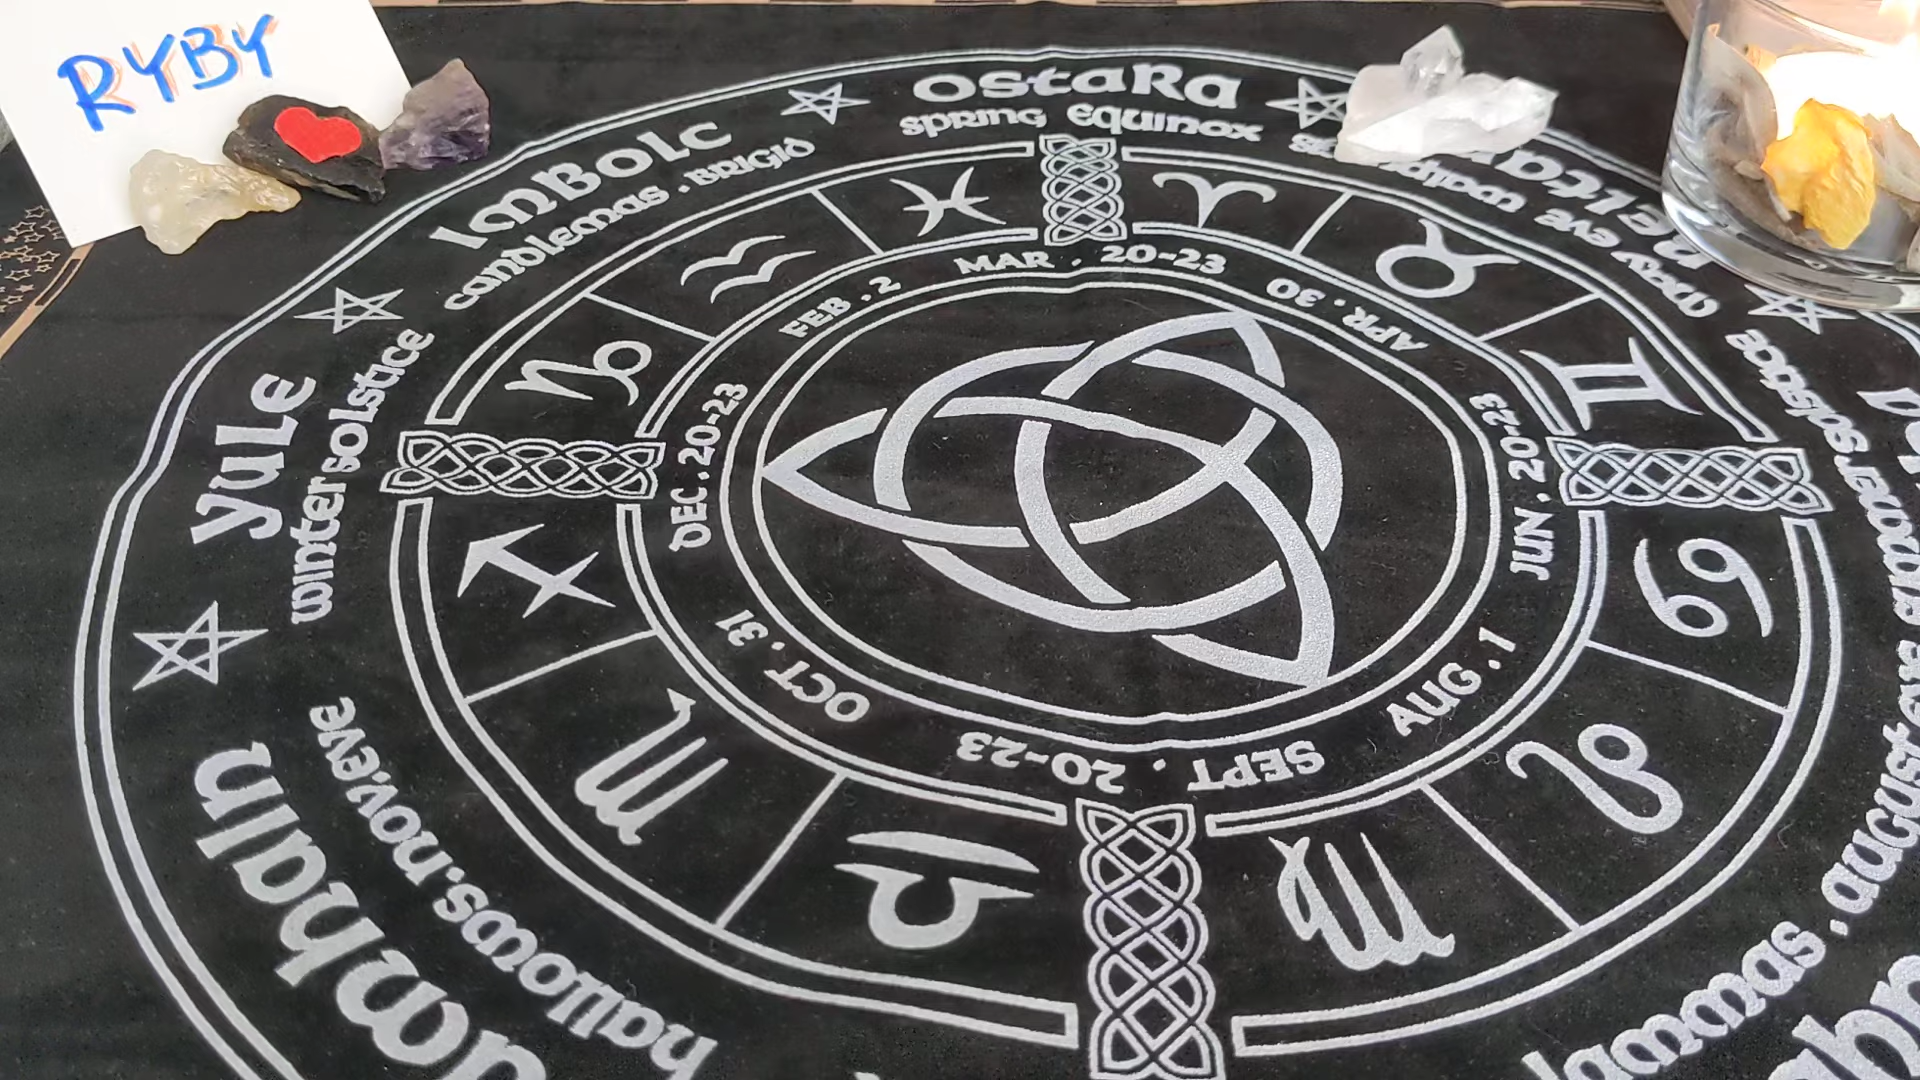 RYBY
OStaRa
SPRING EQUINOX
IMBOLC
CANDLEMAS . BRIGID
YULE
WINTER SOLSTICE
HALLOWS . NOV. EVE
MAR . 20-23
APR . 30
JUN . 20-23
AUG . 1
SEPT . 20-23
OCT . 31
DEC . 20-23
FEB . 2
MAY EVE
SOLSTICE
LAMMAS , AUGUST EVE